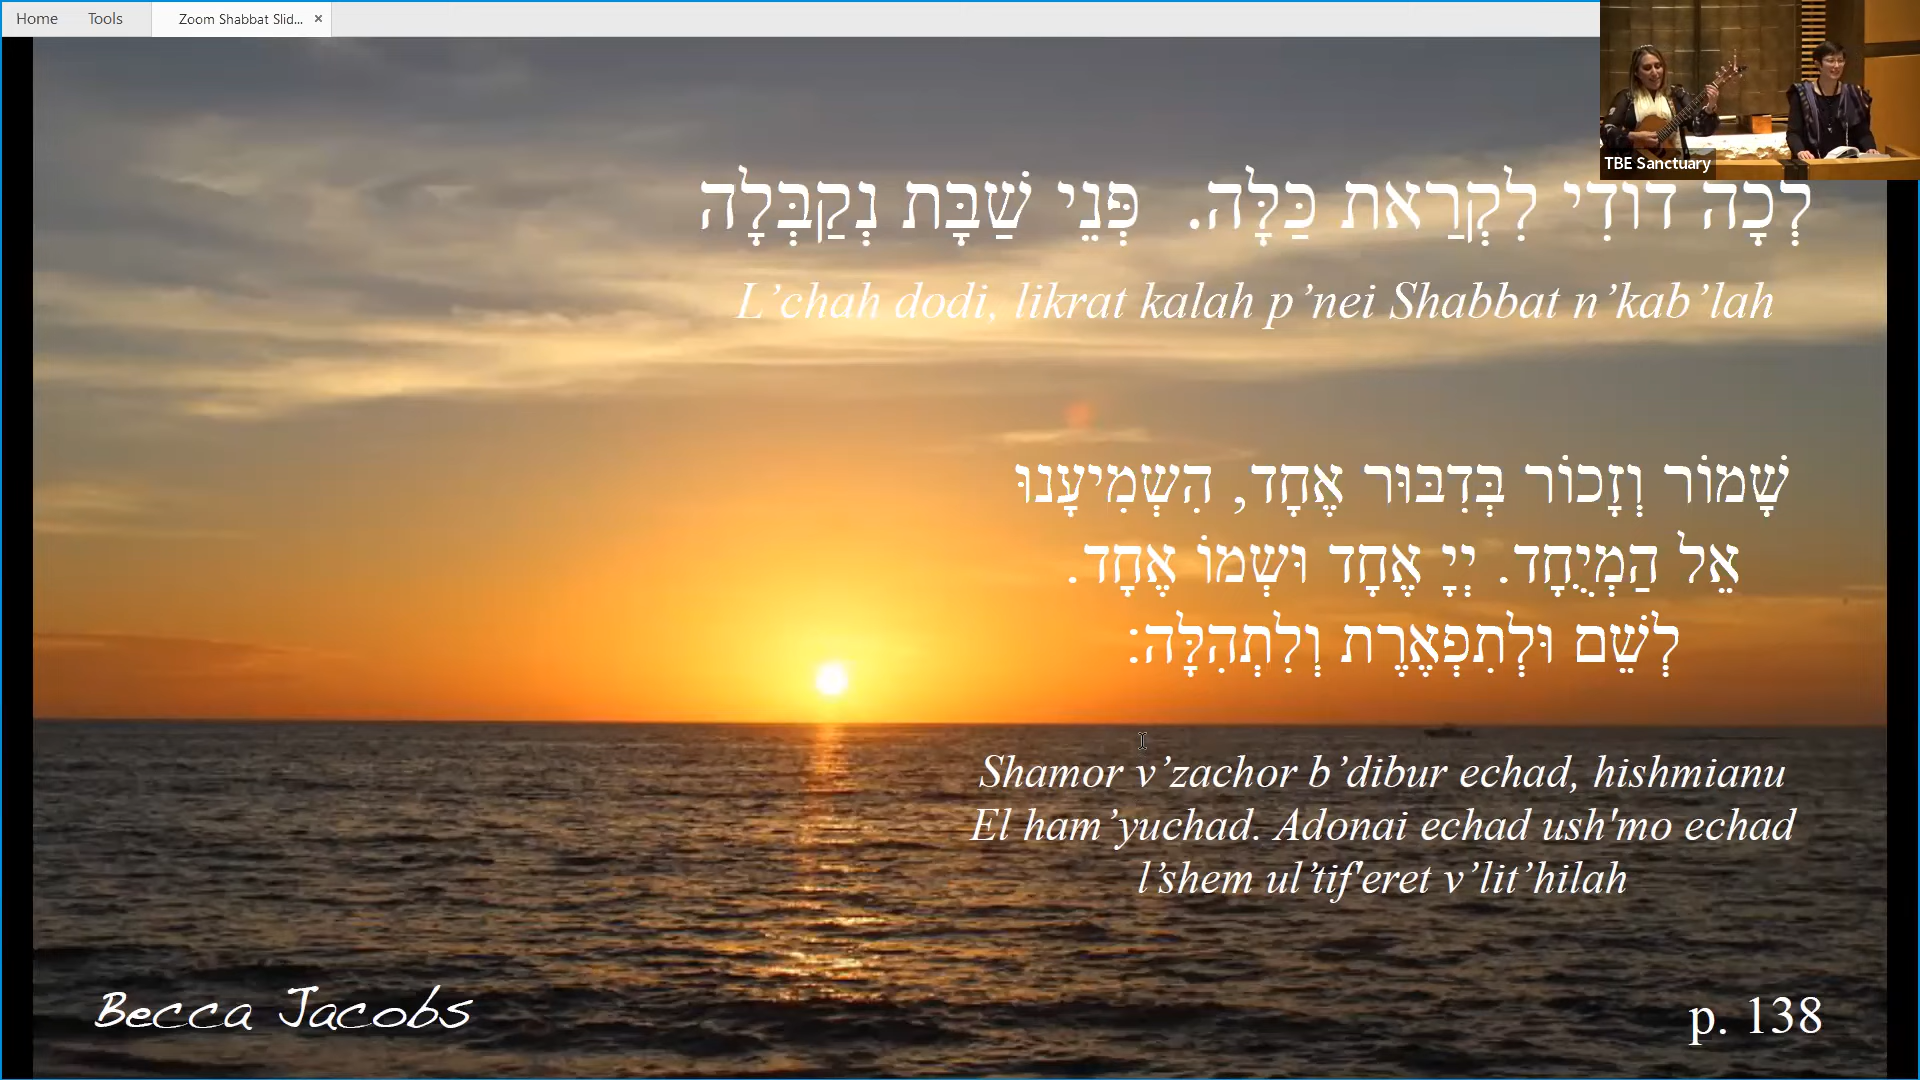 Home Tools Zoom Shabbat Slid... ×
TBE Sanctuary
לְכָה דוֹדִי לִקְרַאת כַּלָּה. פְּנֵי שַׁבָּת נְקַבְּלָה
L’chah dodi, likrat kalah p’nei Shabbat n’kab’lah
שָׁמוֹר וְזָכוֹר בְּדִבּוּר אֶחָד, הִשְׁמִיעָנוּ
אֵל הַמְיֻחָד. יְיָ אֶחָד וּשְׁמוֹ אֶחָד.
לְשֵׁם וּלְתִפְאֶרֶת וְלִתְהִלָּה:
Shamor v’zachor b’dibur echad, hishmianu
El ham’yuchad. Adonai echad ush'mo echad
l’shem ul’tif'eret v’lit’hilah
Becca Jacobs
p. 138